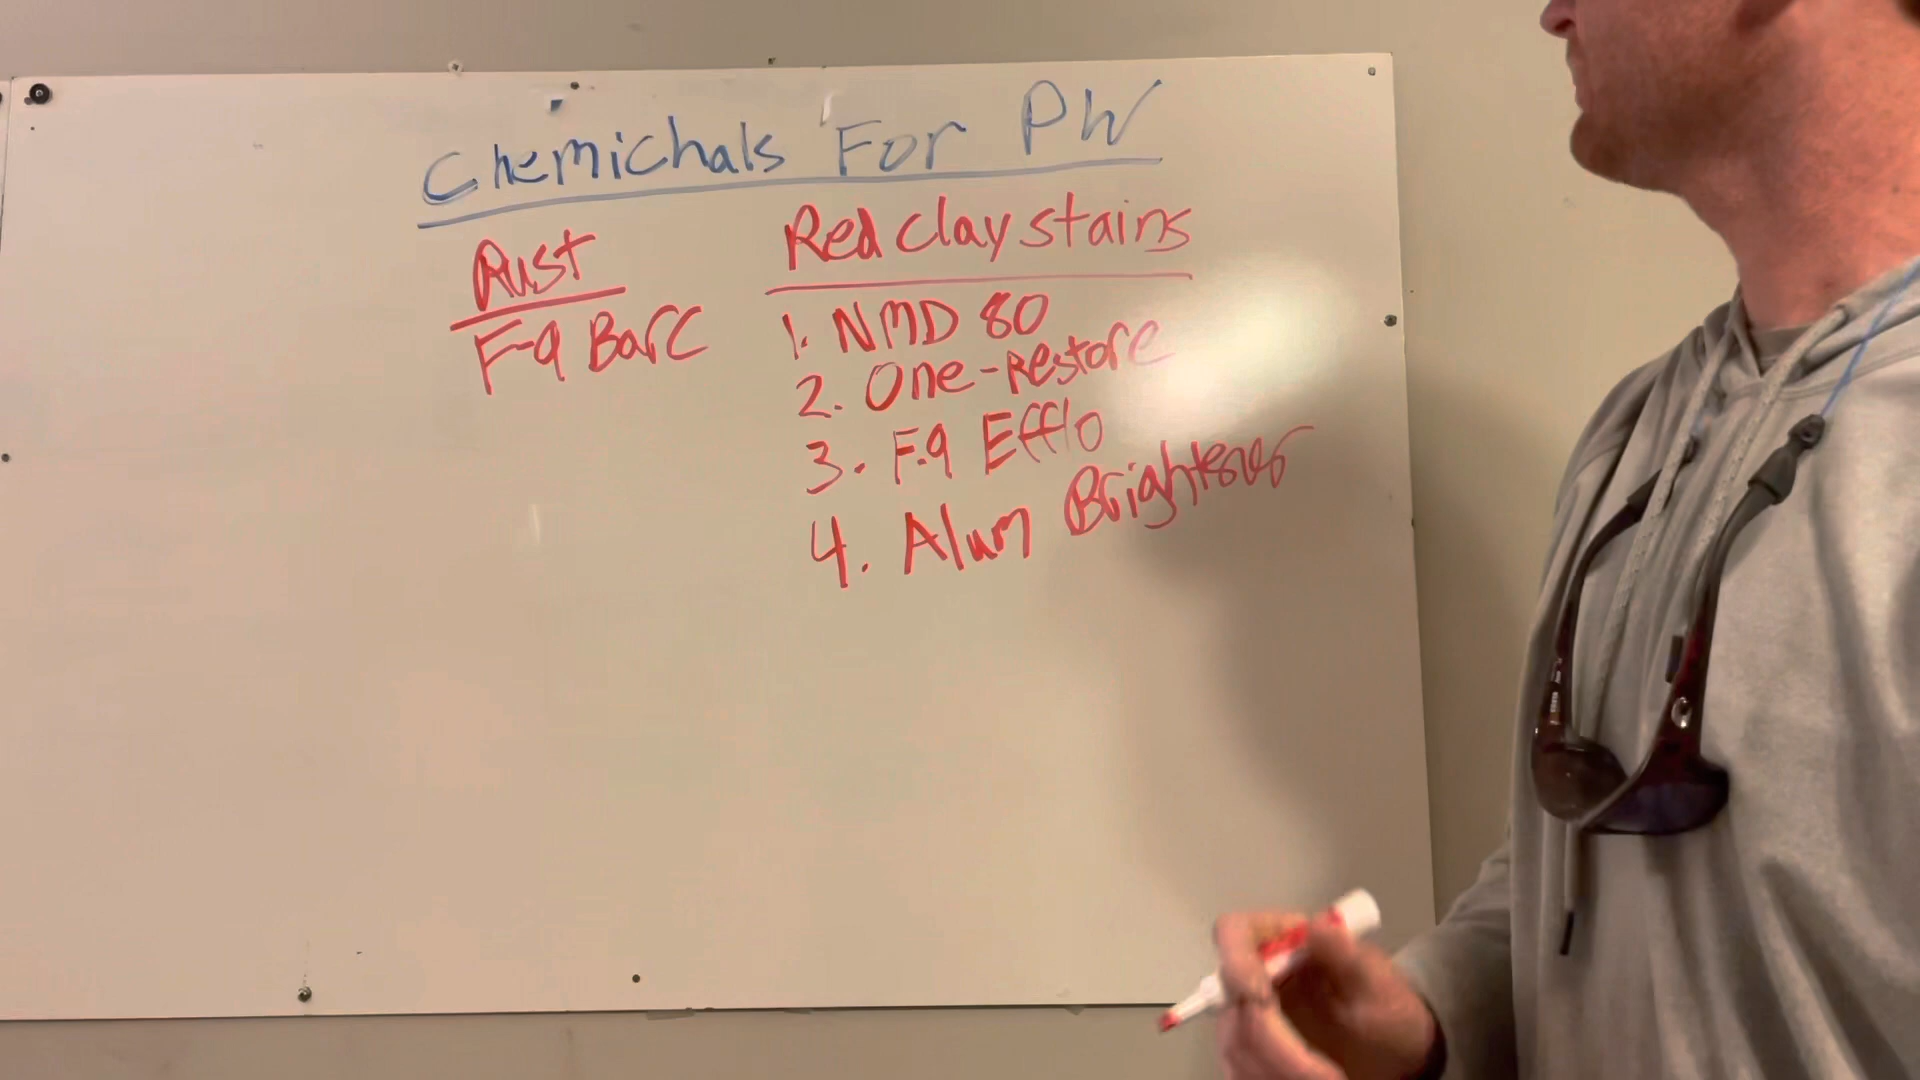 Chemichals For PW
Rust
F-9 BarC
Red clay stains
1. NMD 80
2. One-Restore
3. F.9 Efflo
4. Alum Brightener